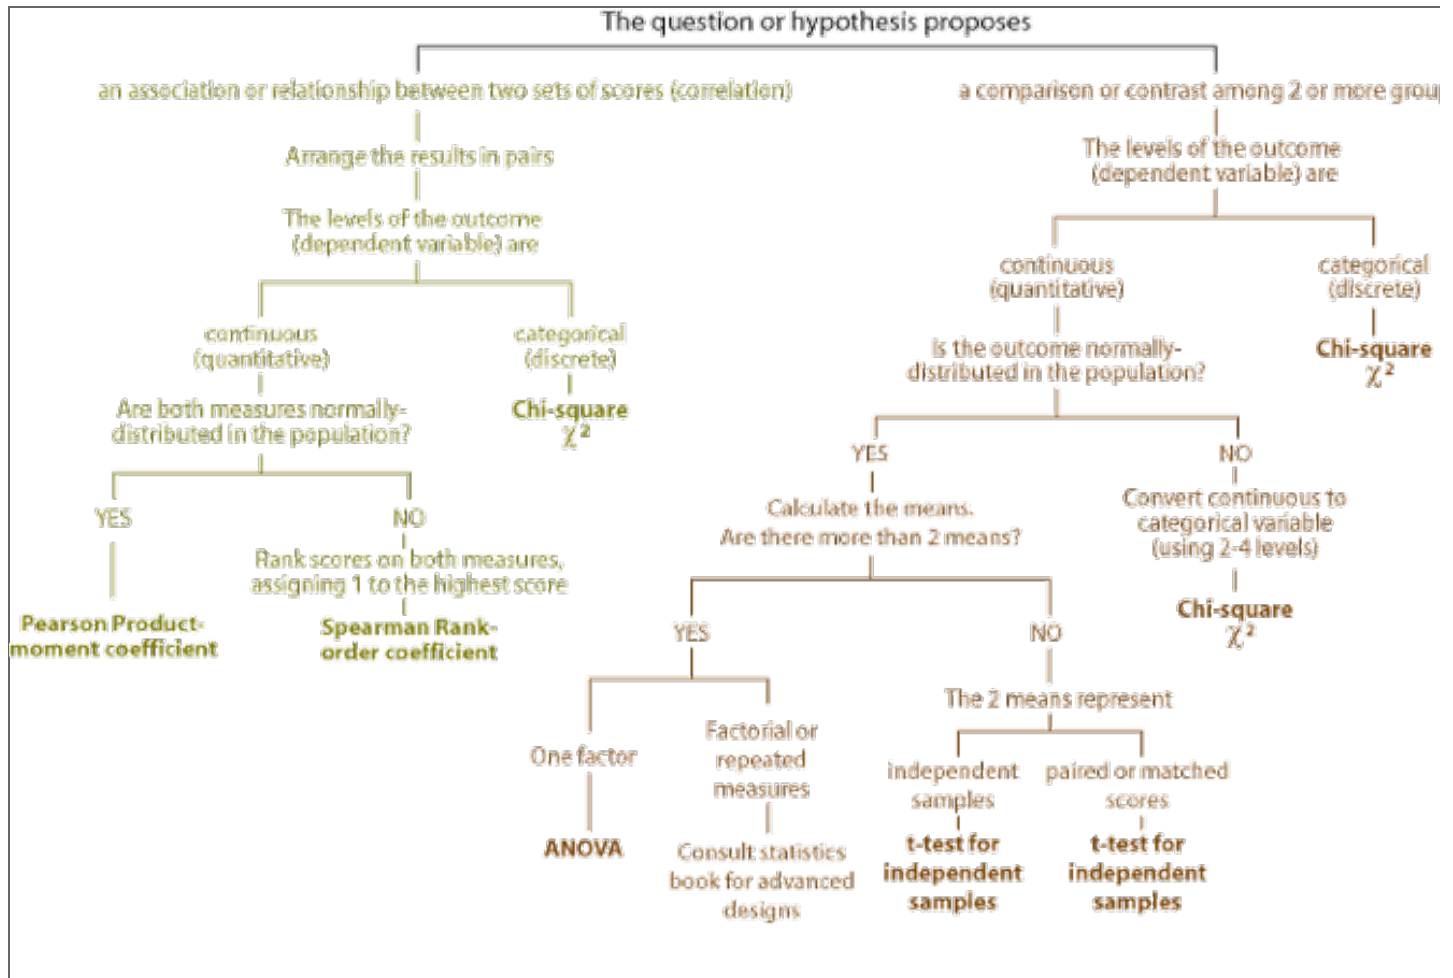 The question or hypothesis proposes
an association or relationship between two sets of scores (correlation)
a comparison or contrast among 2 or more group
Arrange the results in pairs
The levels of the outcome
(dependent variable) are
The levels of the outcome
(dependent variable) are
continuous
(quantitative)
categorical
(discrete)
continuous
(quantitative)
categorical
(discrete)
Are both measures normally-
distributed in the population?
Chi-square
χ²
Is the outcome normally-
distributed in the population?
Chi-square
χ²
YES
NO
YES
NO
Rank scores on both measures,
assigning 1 to the highest score
Calculate the means.
Are there more than 2 means?
Convert continuous to
categorical variable
(using 2-4 levels)
Pearson Product-
moment coefficient
Spearman Rank-
order coefficient
YES
NO
Chi-square
χ²
One factor
Factorial or
repeated
measures
The 2 means represent
independent
samples
paired or matched
scores
ANOVA
Consult statistics
book for advanced
designs
t-test for
independent
samples
t-test for
independent
samples